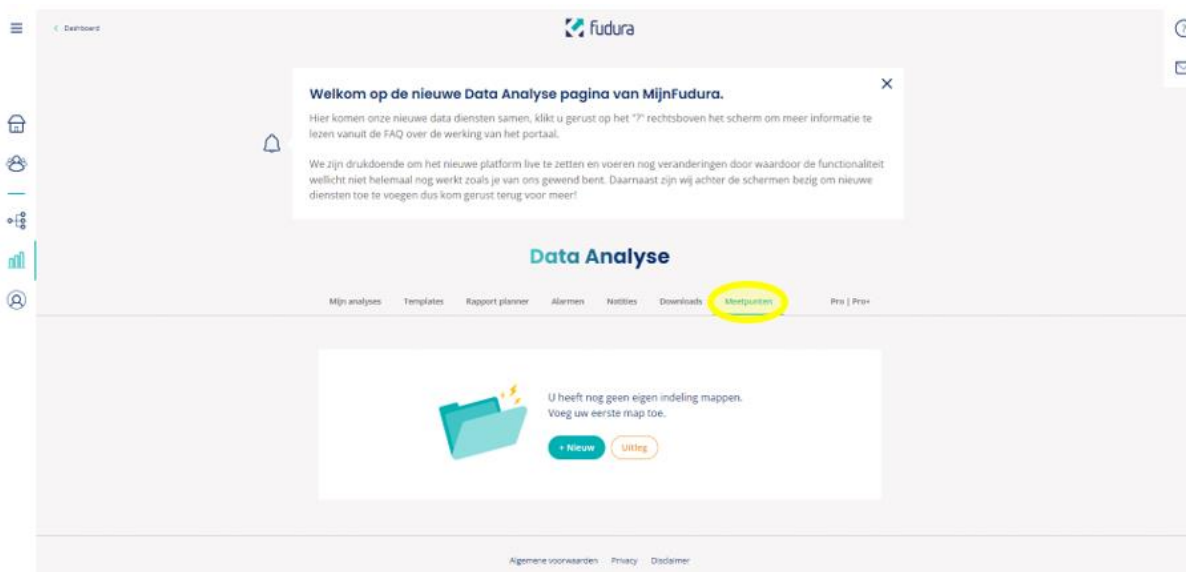 Dashboard
fudura
Welkom op de nieuwe Data Analyse pagina van MijnFudura.
Hier komen onze nieuwe data diensten samen, klikt u gerust op het "?" rechtsboven het scherm om meer informatie te
lezen vanuit de FAQ over de werking van het portaal.
We zijn drukdoende om het nieuwe platform live te zetten en voeren nog veranderingen door waardoor de functionaliteit
wellicht niet helemaal nog werkt zoals je van ons gewend bent. Daarnaast zijn wij achter de schermen bezig om nieuwe
diensten toe te voegen dus kom gerust terug voor meer!
Data Analyse
Mijn analyses Templates Rapport planner Alarmen Notities Downloads Meetpunten Pro | Pro+
U heeft nog geen eigen indeling mappen.
Voeg uw eerste map toe.
+ Nieuw Uitleg
Algemene voorwaarden Privacy Disclaimer